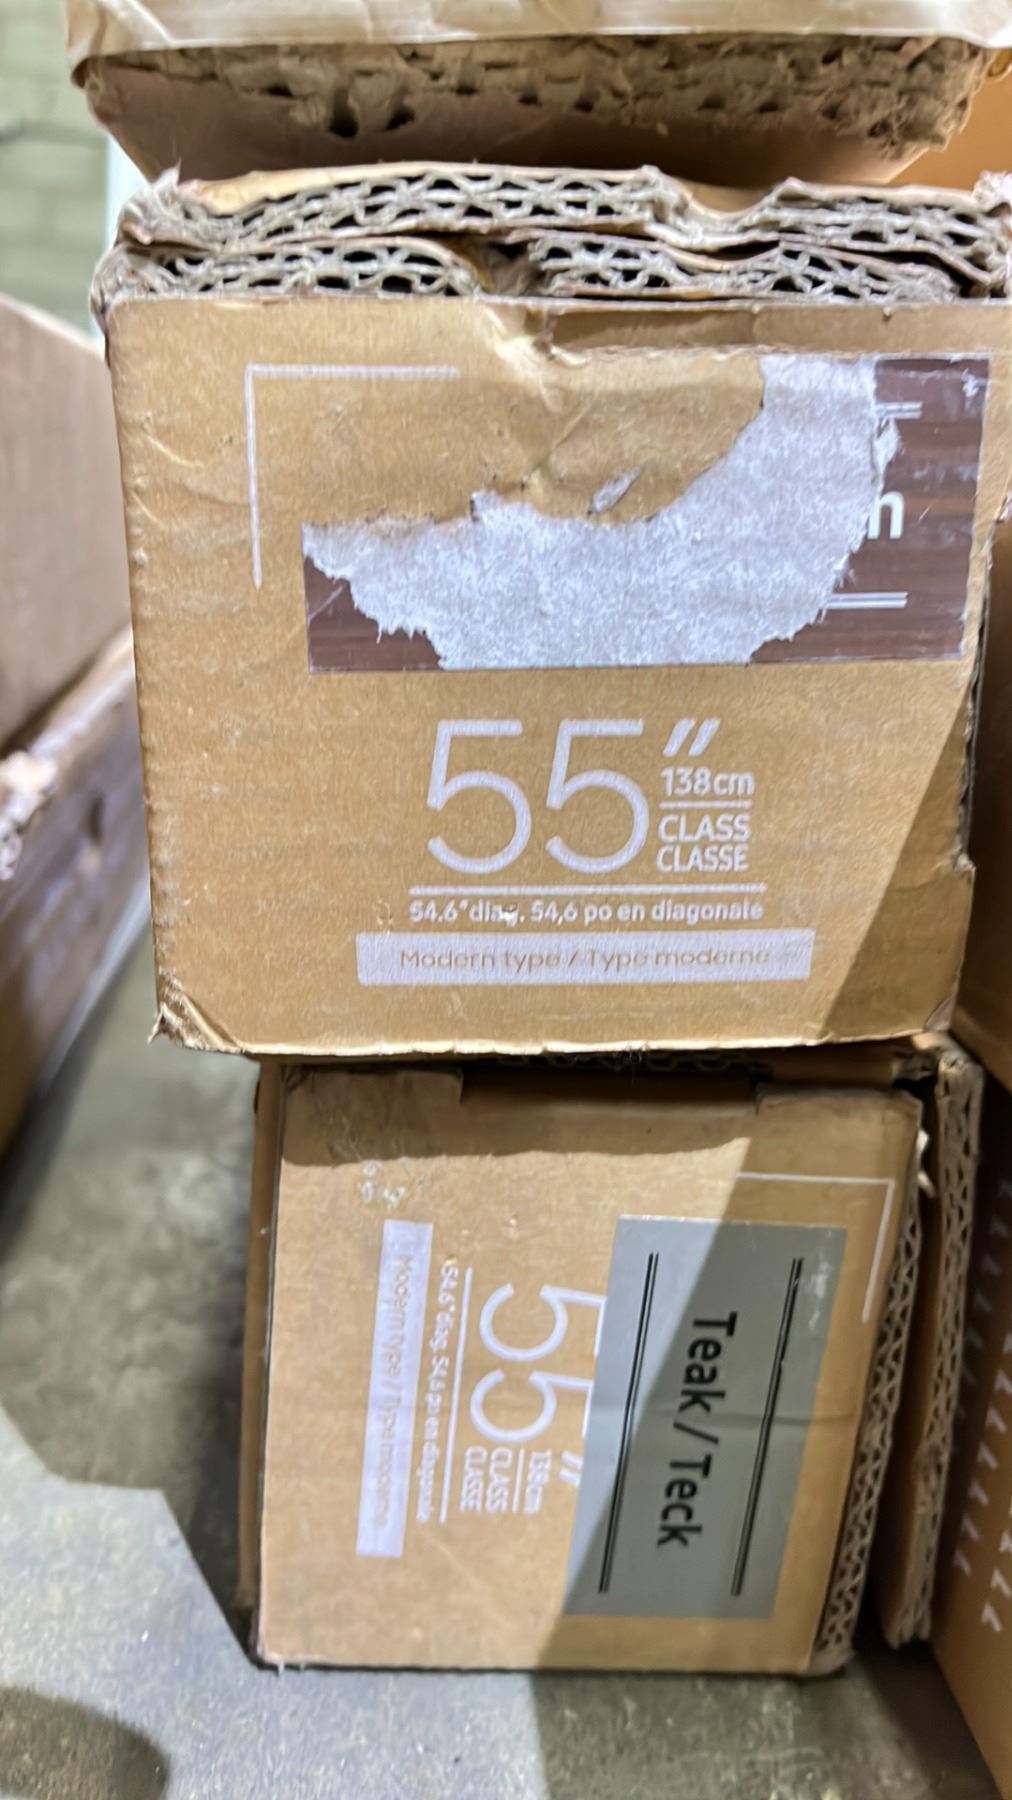 n
55"
138cm
CLASS
CLASSE
54.6" diag. 54,6 po en diagonale
Modern type / Type moderne
Teak / Teck
55"
138cm
CLASS
CLASSE
54.6" diag. 54,6 po en diagonale
Modern type / Type moderne